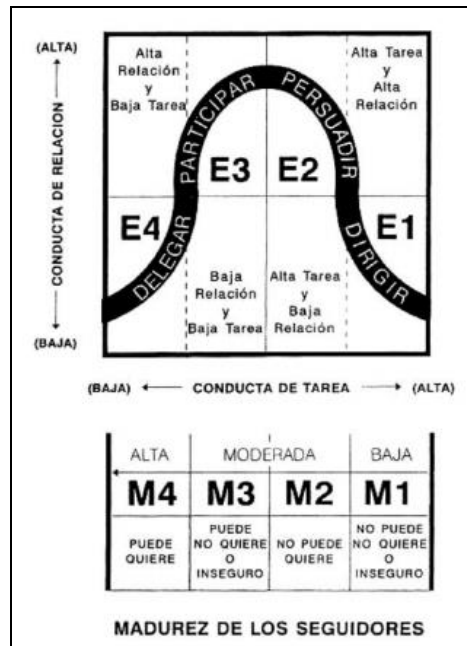 (ALTA)
Alta
Relación
y
Baja Tarea
Alta Tarea
y
Alta
Relación
PARTICIPAR
PERSUADIR
CONDUCTA DE RELACION
E3
E2
E4
E1
DELEGAR
DIRIGIR
Baja
Relación
y
Baja Tarea
Alta Tarea
y
Baja
Relación
(BAJA)
(BAJA) CONDUCTA DE TAREA (ALTA)
ALTA MODERADA BAJA
M4 M3 M2 M1
PUEDE
QUIERE
PUEDE
NO QUIERE
O
INSEGURO
NO PUEDE
QUIERE
NO PUEDE
NO QUIERE
O
INSEGURO
MADUREZ DE LOS SEGUIDORES